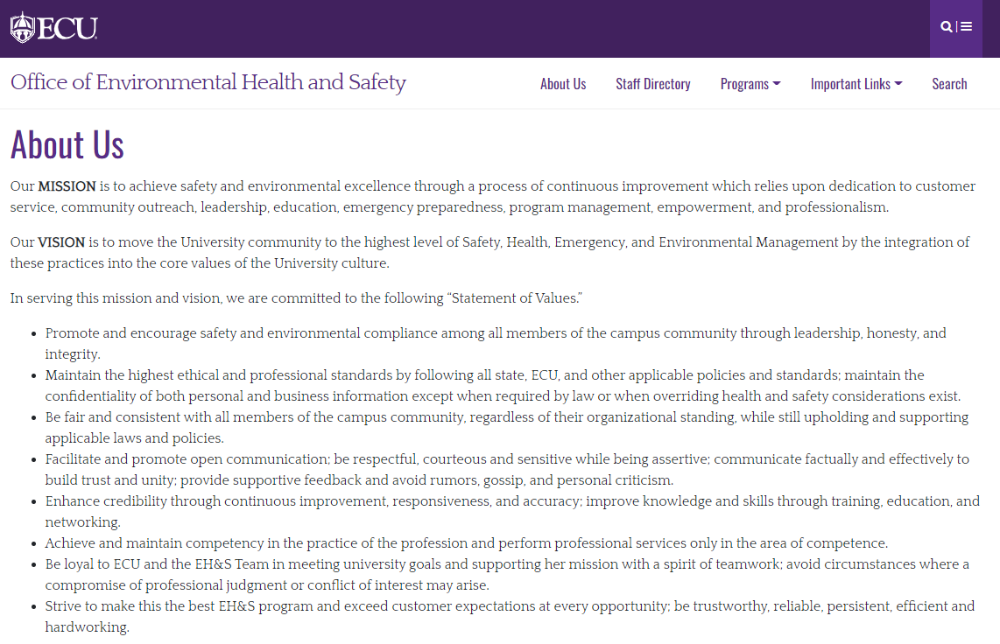 ECU
Office of Environmental Health and Safety
About Us
Staff Directory
Programs
Important Links
Search
About Us
Our MISSION is to achieve safety and environmental excellence through a process of continuous improvement which relies upon dedication to customer
service, community outreach, leadership, education, emergency preparedness, program management, empowerment, and professionalism.
Our VISION is to move the University community to the highest level of Safety, Health, Emergency, and Environmental Management by the integration of
these practices into the core values of the University culture.
In serving this mission and vision, we are committed to the following “Statement of Values.”
• Promote and encourage safety and environmental compliance among all members of the campus community through leadership, honesty, and
integrity.
• Maintain the highest ethical and professional standards by following all state, ECU, and other applicable policies and standards; maintain the
confidentiality of both personal and business information except when required by law or when overriding health and safety considerations exist.
• Be fair and consistent with all members of the campus community, regardless of their organizational standing, while still upholding and supporting
applicable laws and policies.
• Facilitate and promote open communication; be respectful, courteous and sensitive while being assertive; communicate factually and effectively to
build trust and unity; provide supportive feedback and avoid rumors, gossip, and personal criticism.
• Enhance credibility through continuous improvement, responsiveness, and accuracy; improve knowledge and skills through training, education, and
networking.
• Achieve and maintain competency in the practice of the profession and perform professional services only in the area of competence.
• Be loyal to ECU and the EH&S Team in meeting university goals and supporting her mission with a spirit of teamwork; avoid circumstances where a
compromise of professional judgment or conflict of interest may arise.
• Strive to make this the best EH&S program and exceed customer expectations at every opportunity; be trustworthy, reliable, persistent, efficient and
hardworking.